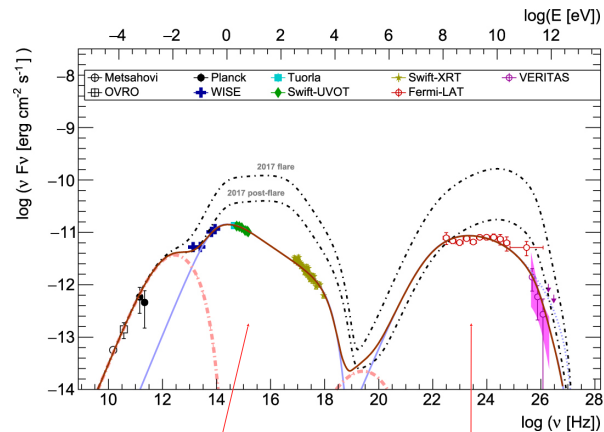 log(E [eV])
−4 −2 0 2 4 6 8 10 12
log (ν Fν [erg cm⁻² s⁻¹]
−7
−8
Metsahovi Planck Tuorla Swift-XRT VERITAS
OVRO WISE Swift-UVOT Fermi-LAT
−9
2017 flare
−10
2017 post-flare
−11
−12
−13
−14
10 12 14 16 18 20 22 24 26 28
log (ν [Hz])